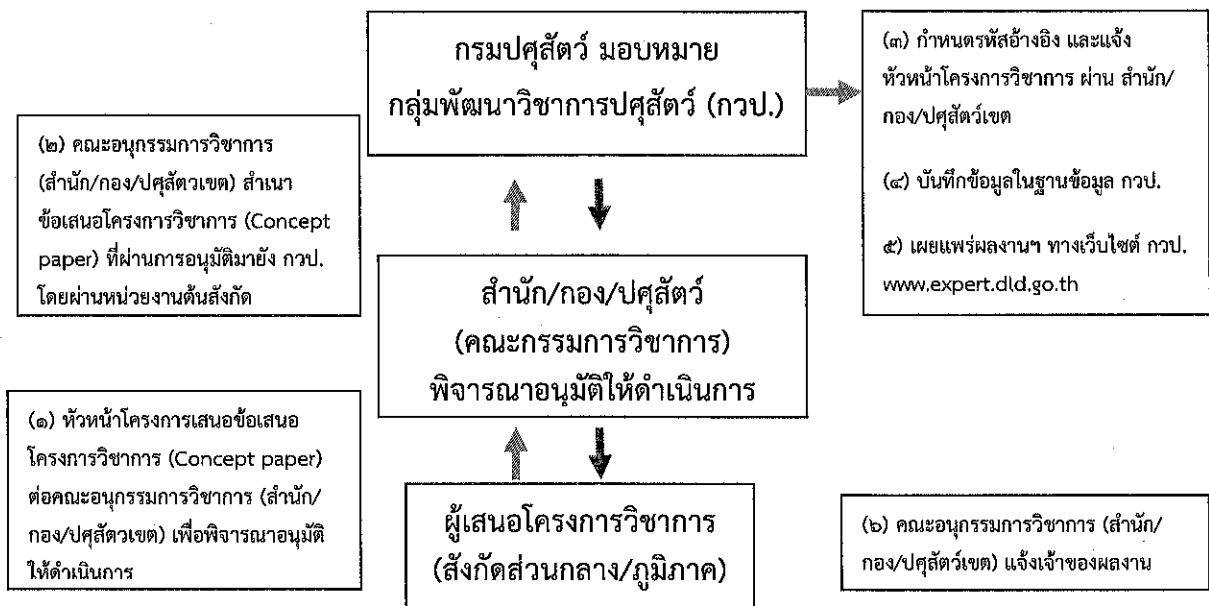 กรมปศุสัตว์ มอบหมาย
กลุ่มพัฒนาวิชาการปศุสัตว์ (กวป.)
(๓) กำหนดรหัสอ้างอิง และแจ้ง
หัวหน้าโครงการวิชาการ ผ่าน สำนัก/
กอง/ปศุสัตว์เขต
(๔) บันทึกข้อมูลในฐานข้อมูล กวป.
๕) เผยแพร่ผลงานฯ ทางเว็บไซต์ กวป.
www.expert.dld.go.th
(๒) คณะอนุกรรมการวิชาการ
(สำนัก/กอง/ปศุสัตวเขต) สำเนา
ข้อเสนอโครงการวิชาการ (Concept
paper) ที่ผ่านการอนุมัติมายัง กวป.
โดยผ่านหน่วยงานต้นสังกัด
สำนัก/กอง/ปศุสัตว์
(คณะกรรมการวิชาการ)
พิจารณาอนุมัติให้ดำเนินการ
(๑) หัวหน้าโครงการเสนอข้อเสนอ
โครงการวิชาการ (Concept paper)
ต่อคณะอนุกรรมการวิชาการ (สำนัก/
กอง/ปศุสัตวเขต) เพื่อพิจารณาอนุมัติ
ให้ดำเนินการ
ผู้เสนอโครงการวิชาการ
(สังกัดส่วนกลาง/ภูมิภาค)
(๖) คณะอนุกรรมการวิชาการ (สำนัก/
กอง/ปศุสัตว์เขต) แจ้งเจ้าของผลงาน